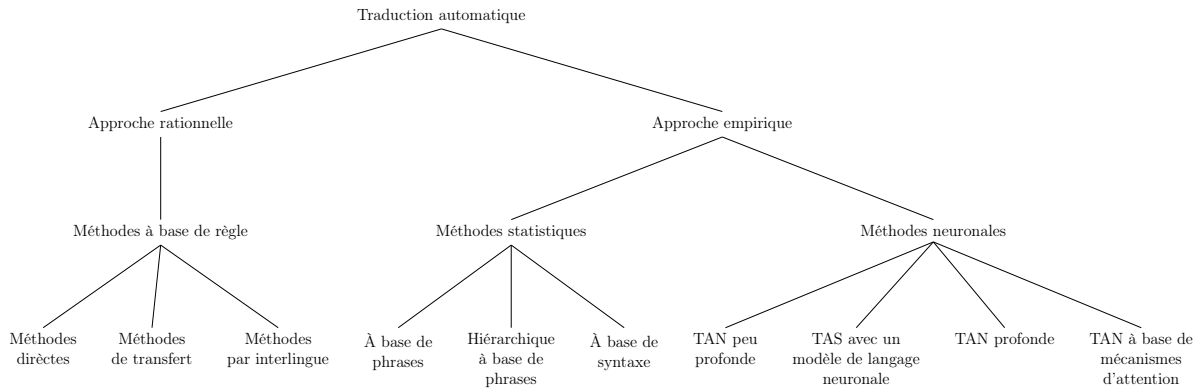 Traduction automatique
Approche rationnelle
Approche empirique
Méthodes à base de règle
Méthodes statistiques
Méthodes neuronales
Méthodes
dirèctes
Méthodes
de transfert
Méthodes
par interlingue
À base de
phrases
Hiérarchique
à base de
phrases
À base de
syntaxe
TAN peu
profonde
TAS avec un
modèle de langage
neuronale
TAN profonde
TAN à base de
mécanismes
d'attention